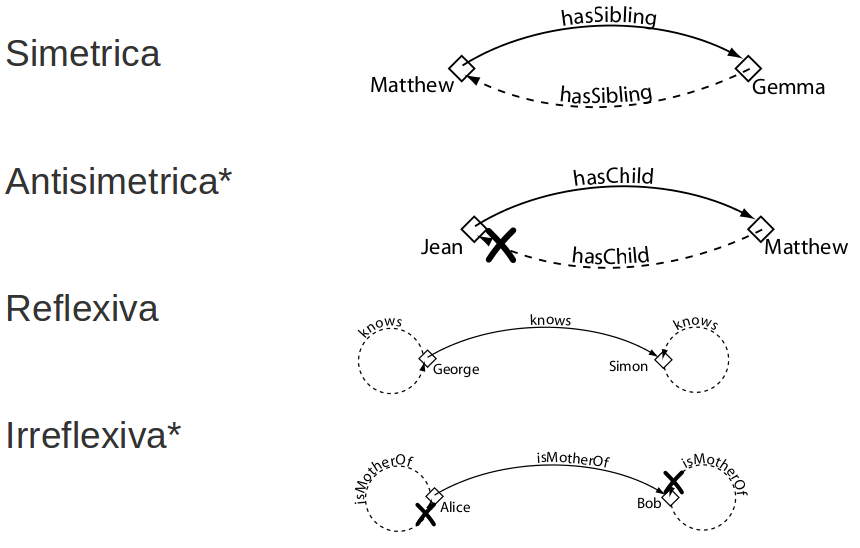 Simetrica
hasSibling
Matthew
hasSibling
Gemma
Antisimetrica*
hasChild
Jean
hasChild
Matthew
Reflexiva
knows
knows
knows
George
Simon
Irreflexiva*
isMotherOf
isMotherOf
isMotherOf
Alice
Bob